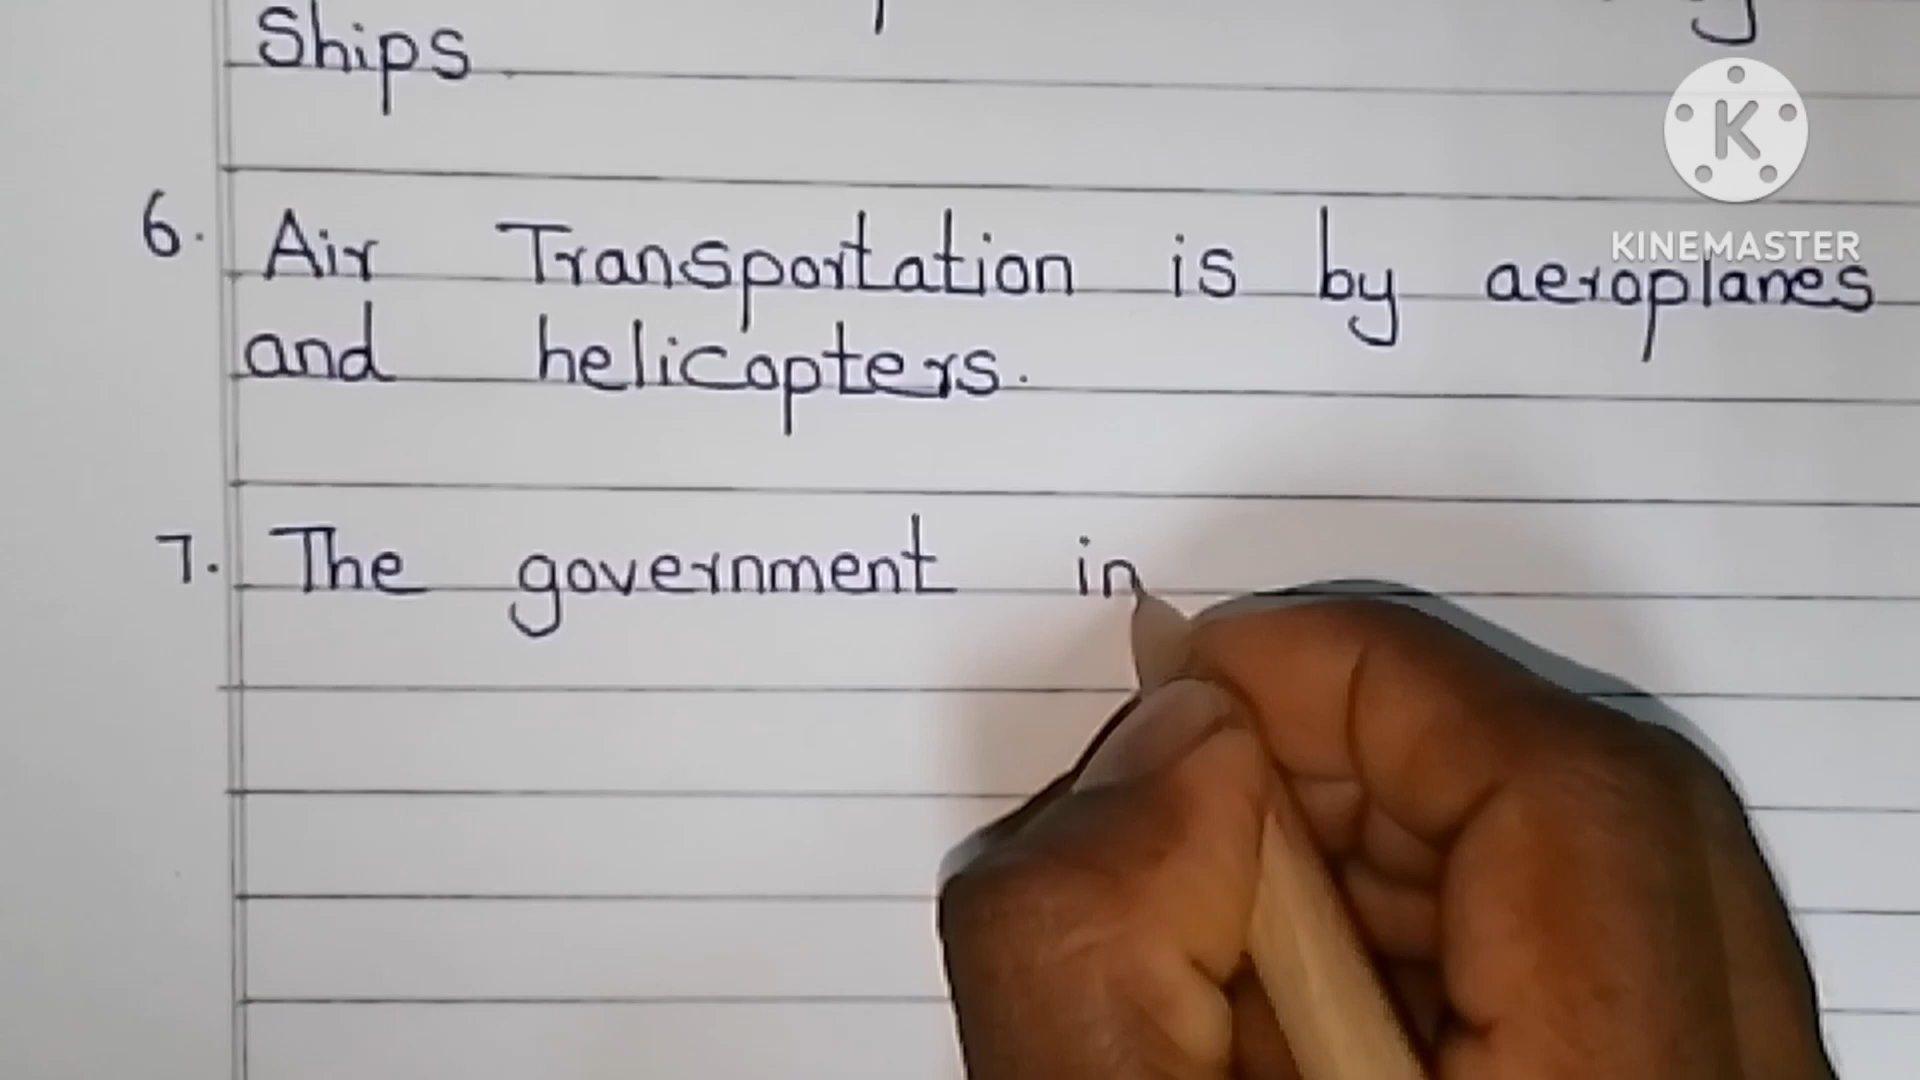 Ships.
6. Air Transportation is by aeroplanes
and helicopters.
7. The government in
K
KINEMASTER